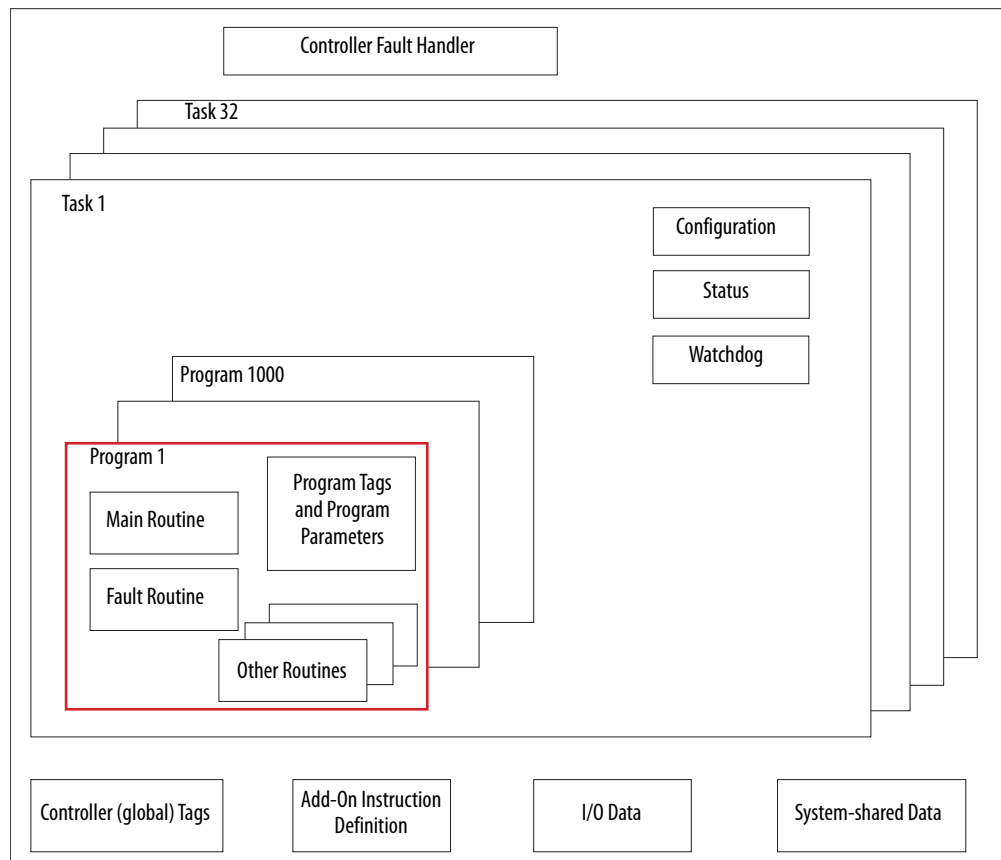 Controller Fault Handler
Task 32
Task 1
Configuration
Status
Watchdog
Program 1000
Program 1
Program Tags
and Program
Parameters
Main Routine
Fault Routine
Other Routines
Controller (global) Tags
Add-On Instruction
Definition
I/O Data
System-shared Data